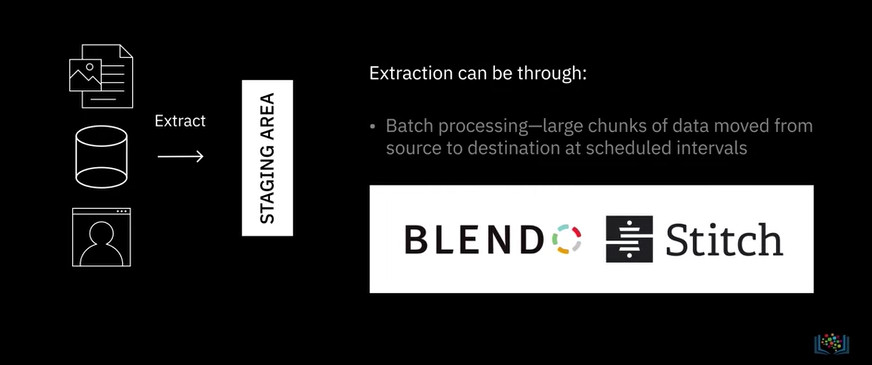 Extract
STAGING AREA
Extraction can be through:
• Batch processing—large chunks of data moved from
source to destination at scheduled intervals
BLENDO
Stitch